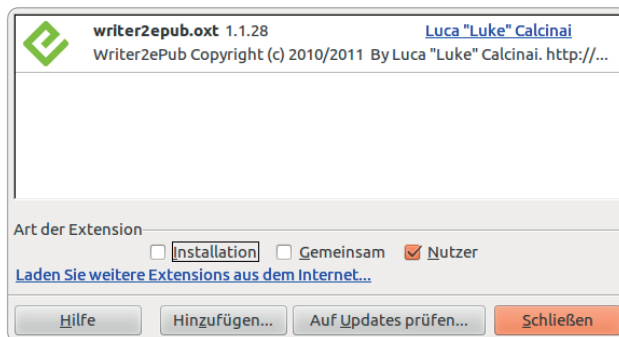 writer2epub.oxt 1.1.28 Luca "Luke" Calcinai
Writer2ePub Copyright (c) 2010/2011 By Luca "Luke" Calcinai. http://...
Art der Extension
Installation Gemeinsam Nutzer
Laden Sie weitere Extensions aus dem Internet...
Hilfe Hinzufügen... Auf Updates prüfen... Schließen